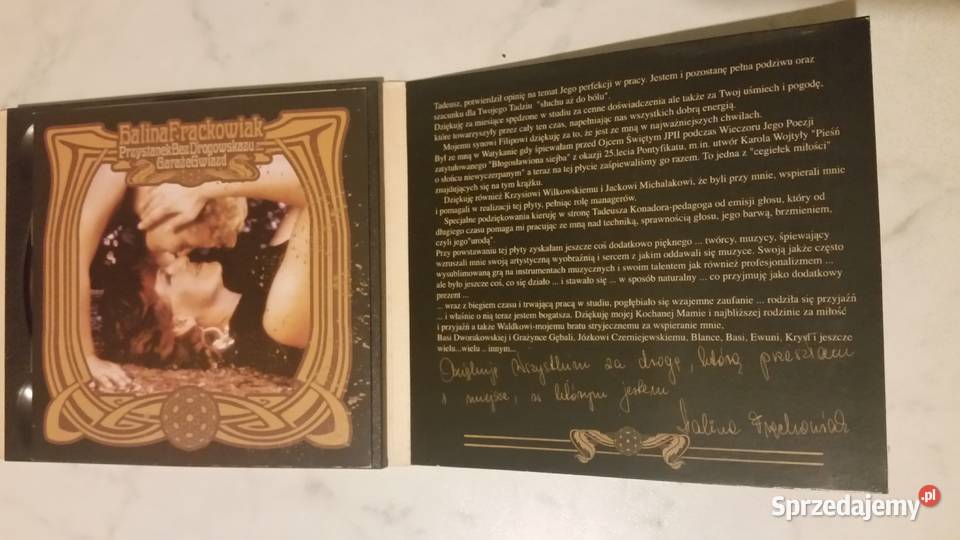 Halina Frąckowiak
Przystanek Bez Drogowskazu
Garaże Gwiazd
Tadeusz, potwierdził opinię na temat Jego perfekcji w pracy. Jestem i pozostanę pełna podziwu oraz
szacunku dla Twojego Tadziu "słuchu aż do bólu".
Dziękuję za miesiące spędzone w studiu za cenne doświadczenia ale także za Twój uśmiech i pogodę,
które towarzyszyły przez cały ten czas, napełniając nas wszystkich dobrą energią.
Mojemu synowi Filipowi dziękuję za to, że jest ze mną w najważniejszych chwilach.
Był ze mną w Watykanie gdy śpiewałam przed Ojcem Świętym JPII podczas Wieczoru Jego Poezji
zatytułowanego "Błogosławiona siejba" z okazji 25.lecia Pontyfikatu, m.in. utwór Karola Wojtyły "Pieśń
o słońcu niewyczerpanym" a teraz na tej płycie zaśpiewaliśmy go razem. To jedna z "cegiełek miłości"
znajdujących się na tym krążku.
Dziękuję również Krzysiowi Wilkowskiemu i Jackowi Michalakowi, że byli przy mnie, wspierali mnie
i pomagali w realizacji tej płyty, pełniąc rolę managerów.
Specjalne podziękowania kieruję w stronę Tadeusza Konadora-pedagoga od emisji głosu, który od
długiego czasu pomaga mi pracując ze mną nad techniką, sprawnością głosu, jego barwą, brzmieniem,
czyli jego"urodą".
Przy powstawaniu tej płyty zyskałam jeszcze coś dodatkowo pięknego ... twórcy, muzycy, śpiewający
wzruszali mnie swoją artystyczną wyobraźnią i sercem z jakim oddawali się muzyce. Swoją jakże często
wysublimowaną grą na instrumentach muzycznych i swoim talentem jak również profesjonalizmem ...
ale było jeszcze coś, co się działo ... i stawało się ... w sposób naturalny ... co przyjmuję jako dodatkowy
prezent ...
... wraz z biegiem czasu i trwającą pracą w studiu, pogłębiało się wzajemne zaufanie ... rodziła się przyjaźń
... i właśnie o nią teraz jestem bogatsza. Dziękuję mojej Kochanej Mamie i najbliższej rodzinie za miłość
i przyjaźń a także Waldkowi-mojemu bratu stryjecznemu za wspieranie mnie,
Basi Dworakowskiej i Grażynce Gębali, Józkowi Czerniejewskiemu, Blance, Basi, Ewuni, Krysi i jeszcze
wielu...wielu .. innym...
Dziękuję Wszystkim za drogę, którą przeszłam
i miejsce, w którym jestem
Halina Frąckowiak
Sprzedajemy.pl